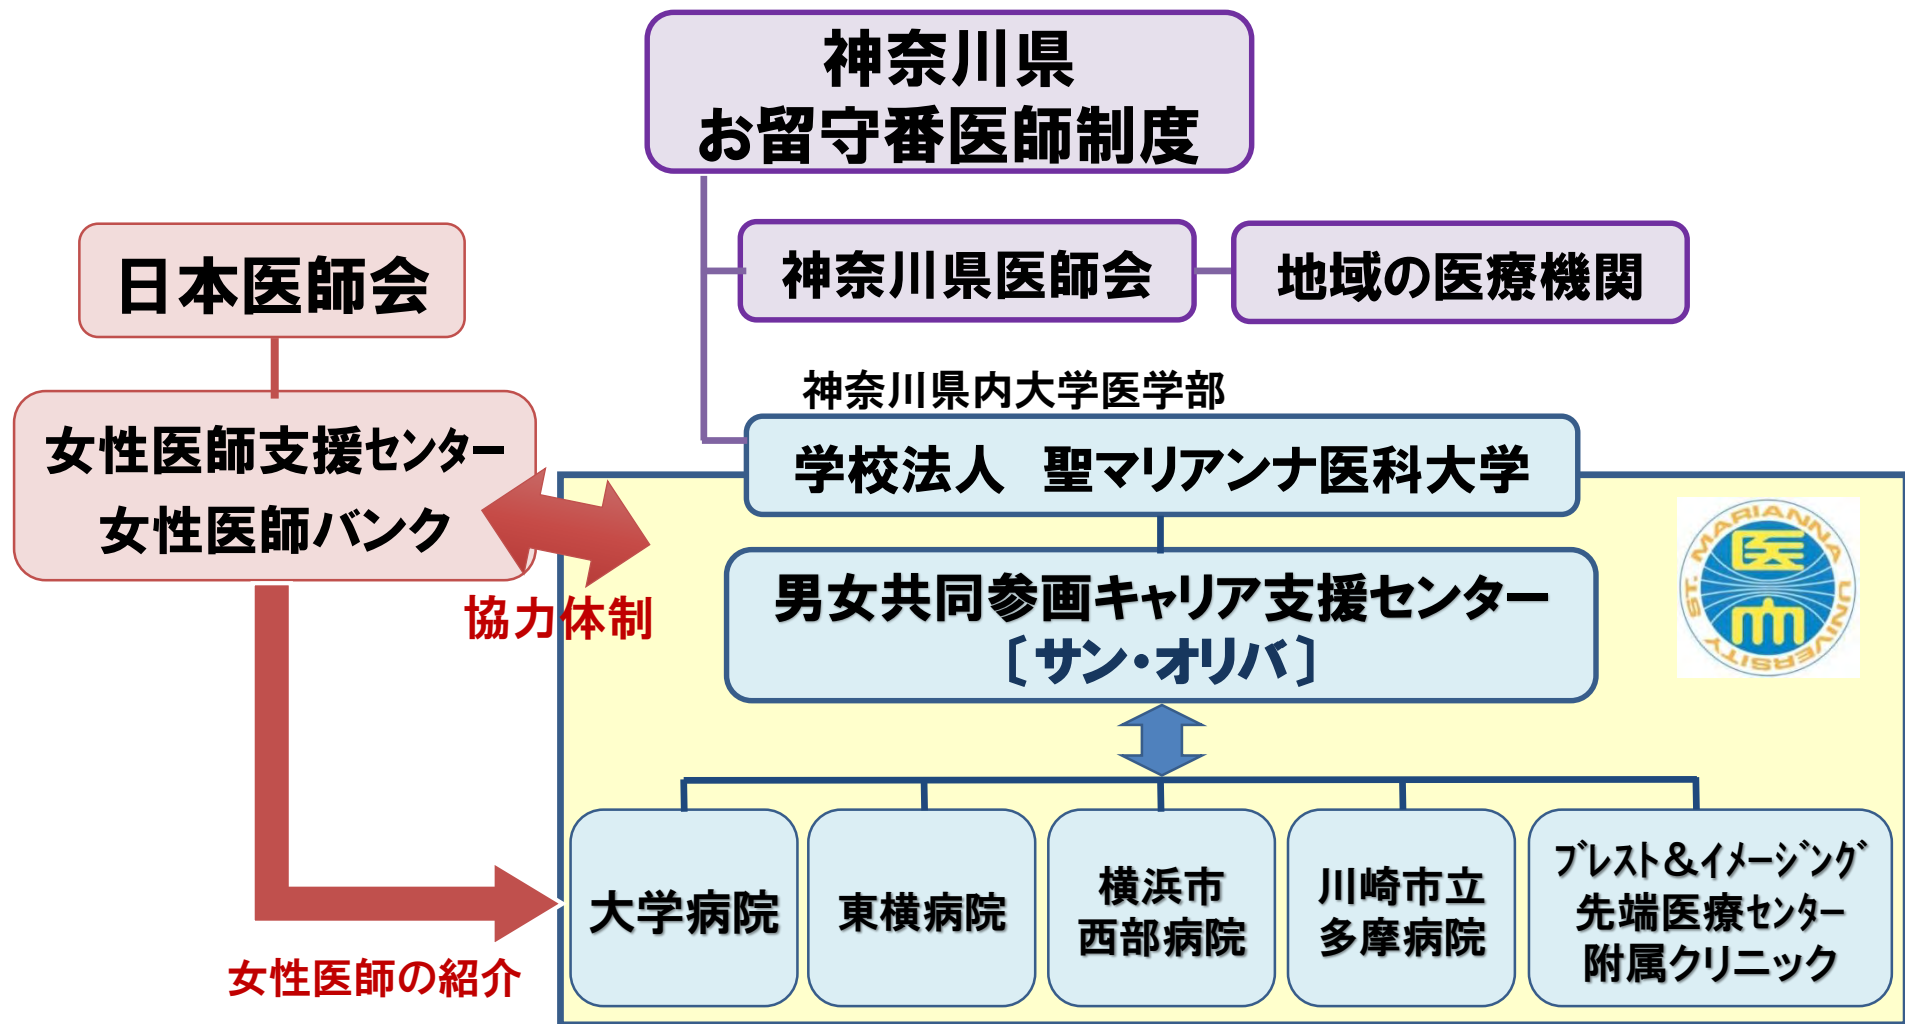 神奈川県
お留守番医師制度
日本医師会
神奈川県医師会
地域の医療機関
女性医師支援センター
女性医師バンク
神奈川県内大学医学部
学校法人　聖マリアンナ医科大学
協力体制
男女共同参画キャリア支援センター
〔サン・オリバ〕
ST. MARIANNA UNIVERSITY
医
大学病院
東横病院
横浜市
西部病院
川崎市立
多摩病院
ブレスト＆イメージング
先端医療センター
附属クリニック
女性医師の紹介